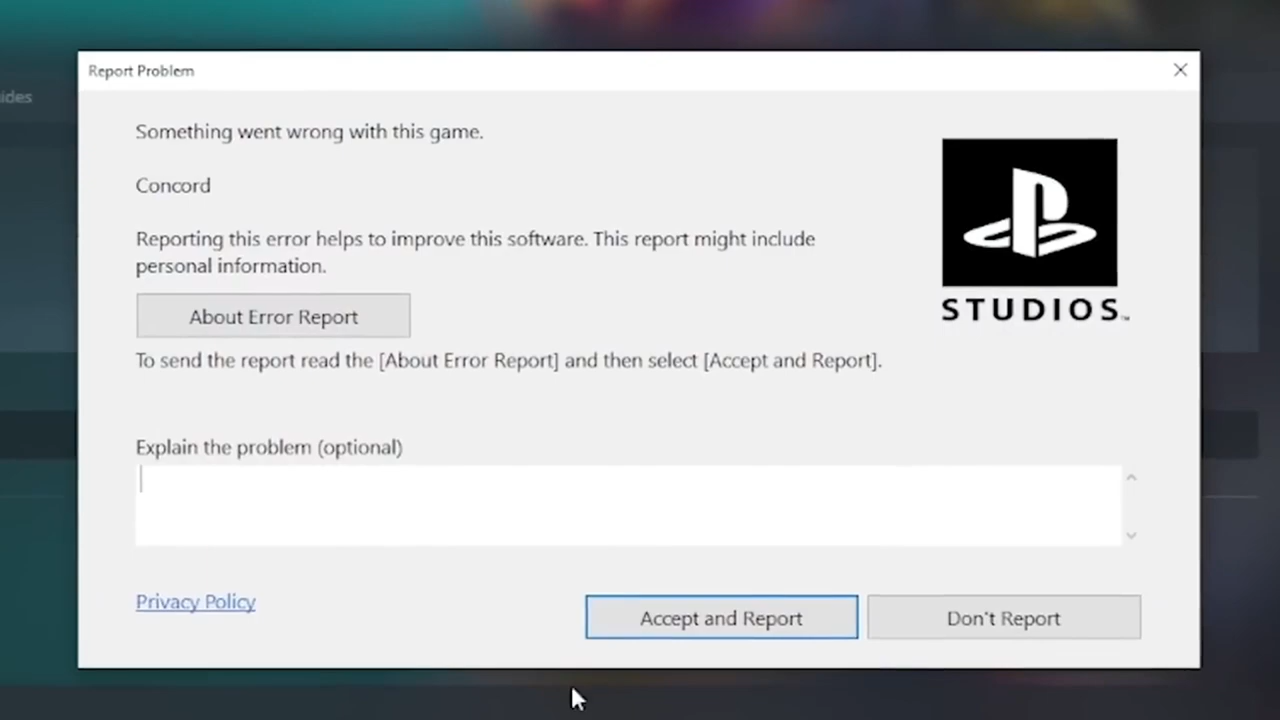 Report Problem
ides
Something went wrong with this game.
Concord
Reporting this error helps to improve this software. This report might include
personal information.
STUDIOS™
About Error Report
To send the report read the [About Error Report] and then select [Accept and Report].
Explain the problem (optional)
Privacy Policy
Accept and Report
Don't Report